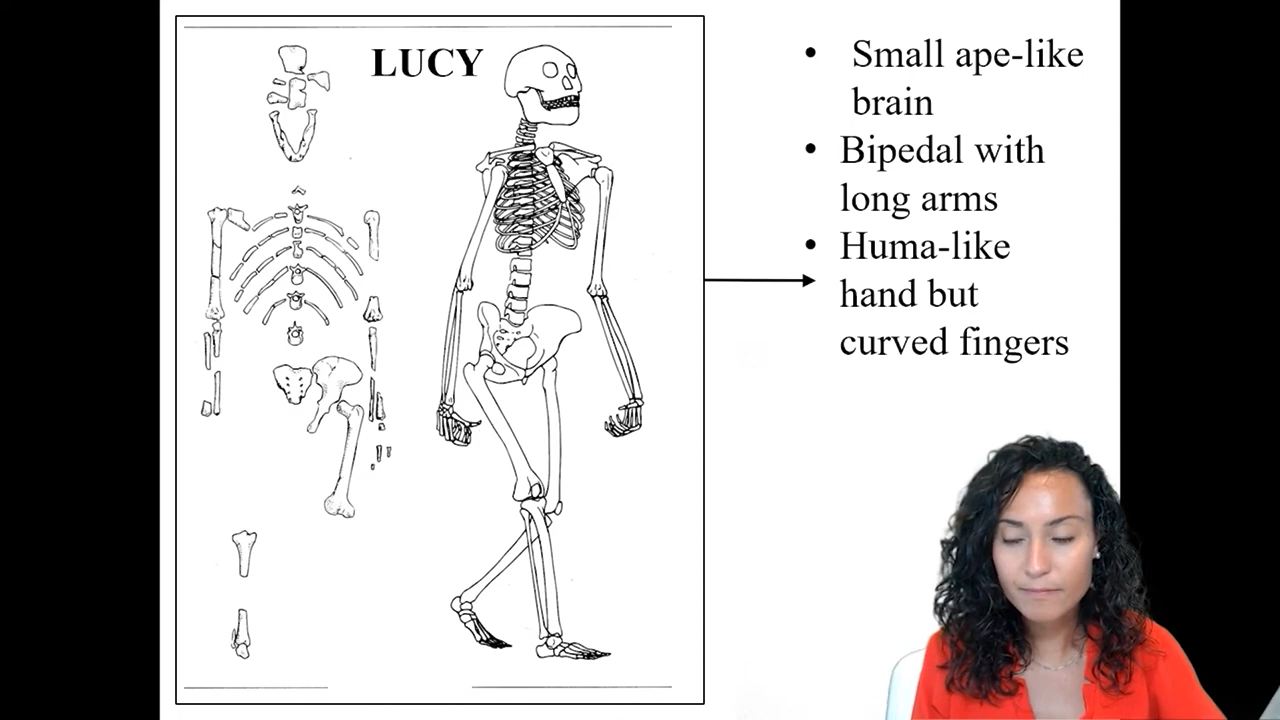 LUCY
• Small ape-like
brain
• Bipedal with
long arms
• Huma-like
hand but
curved fingers